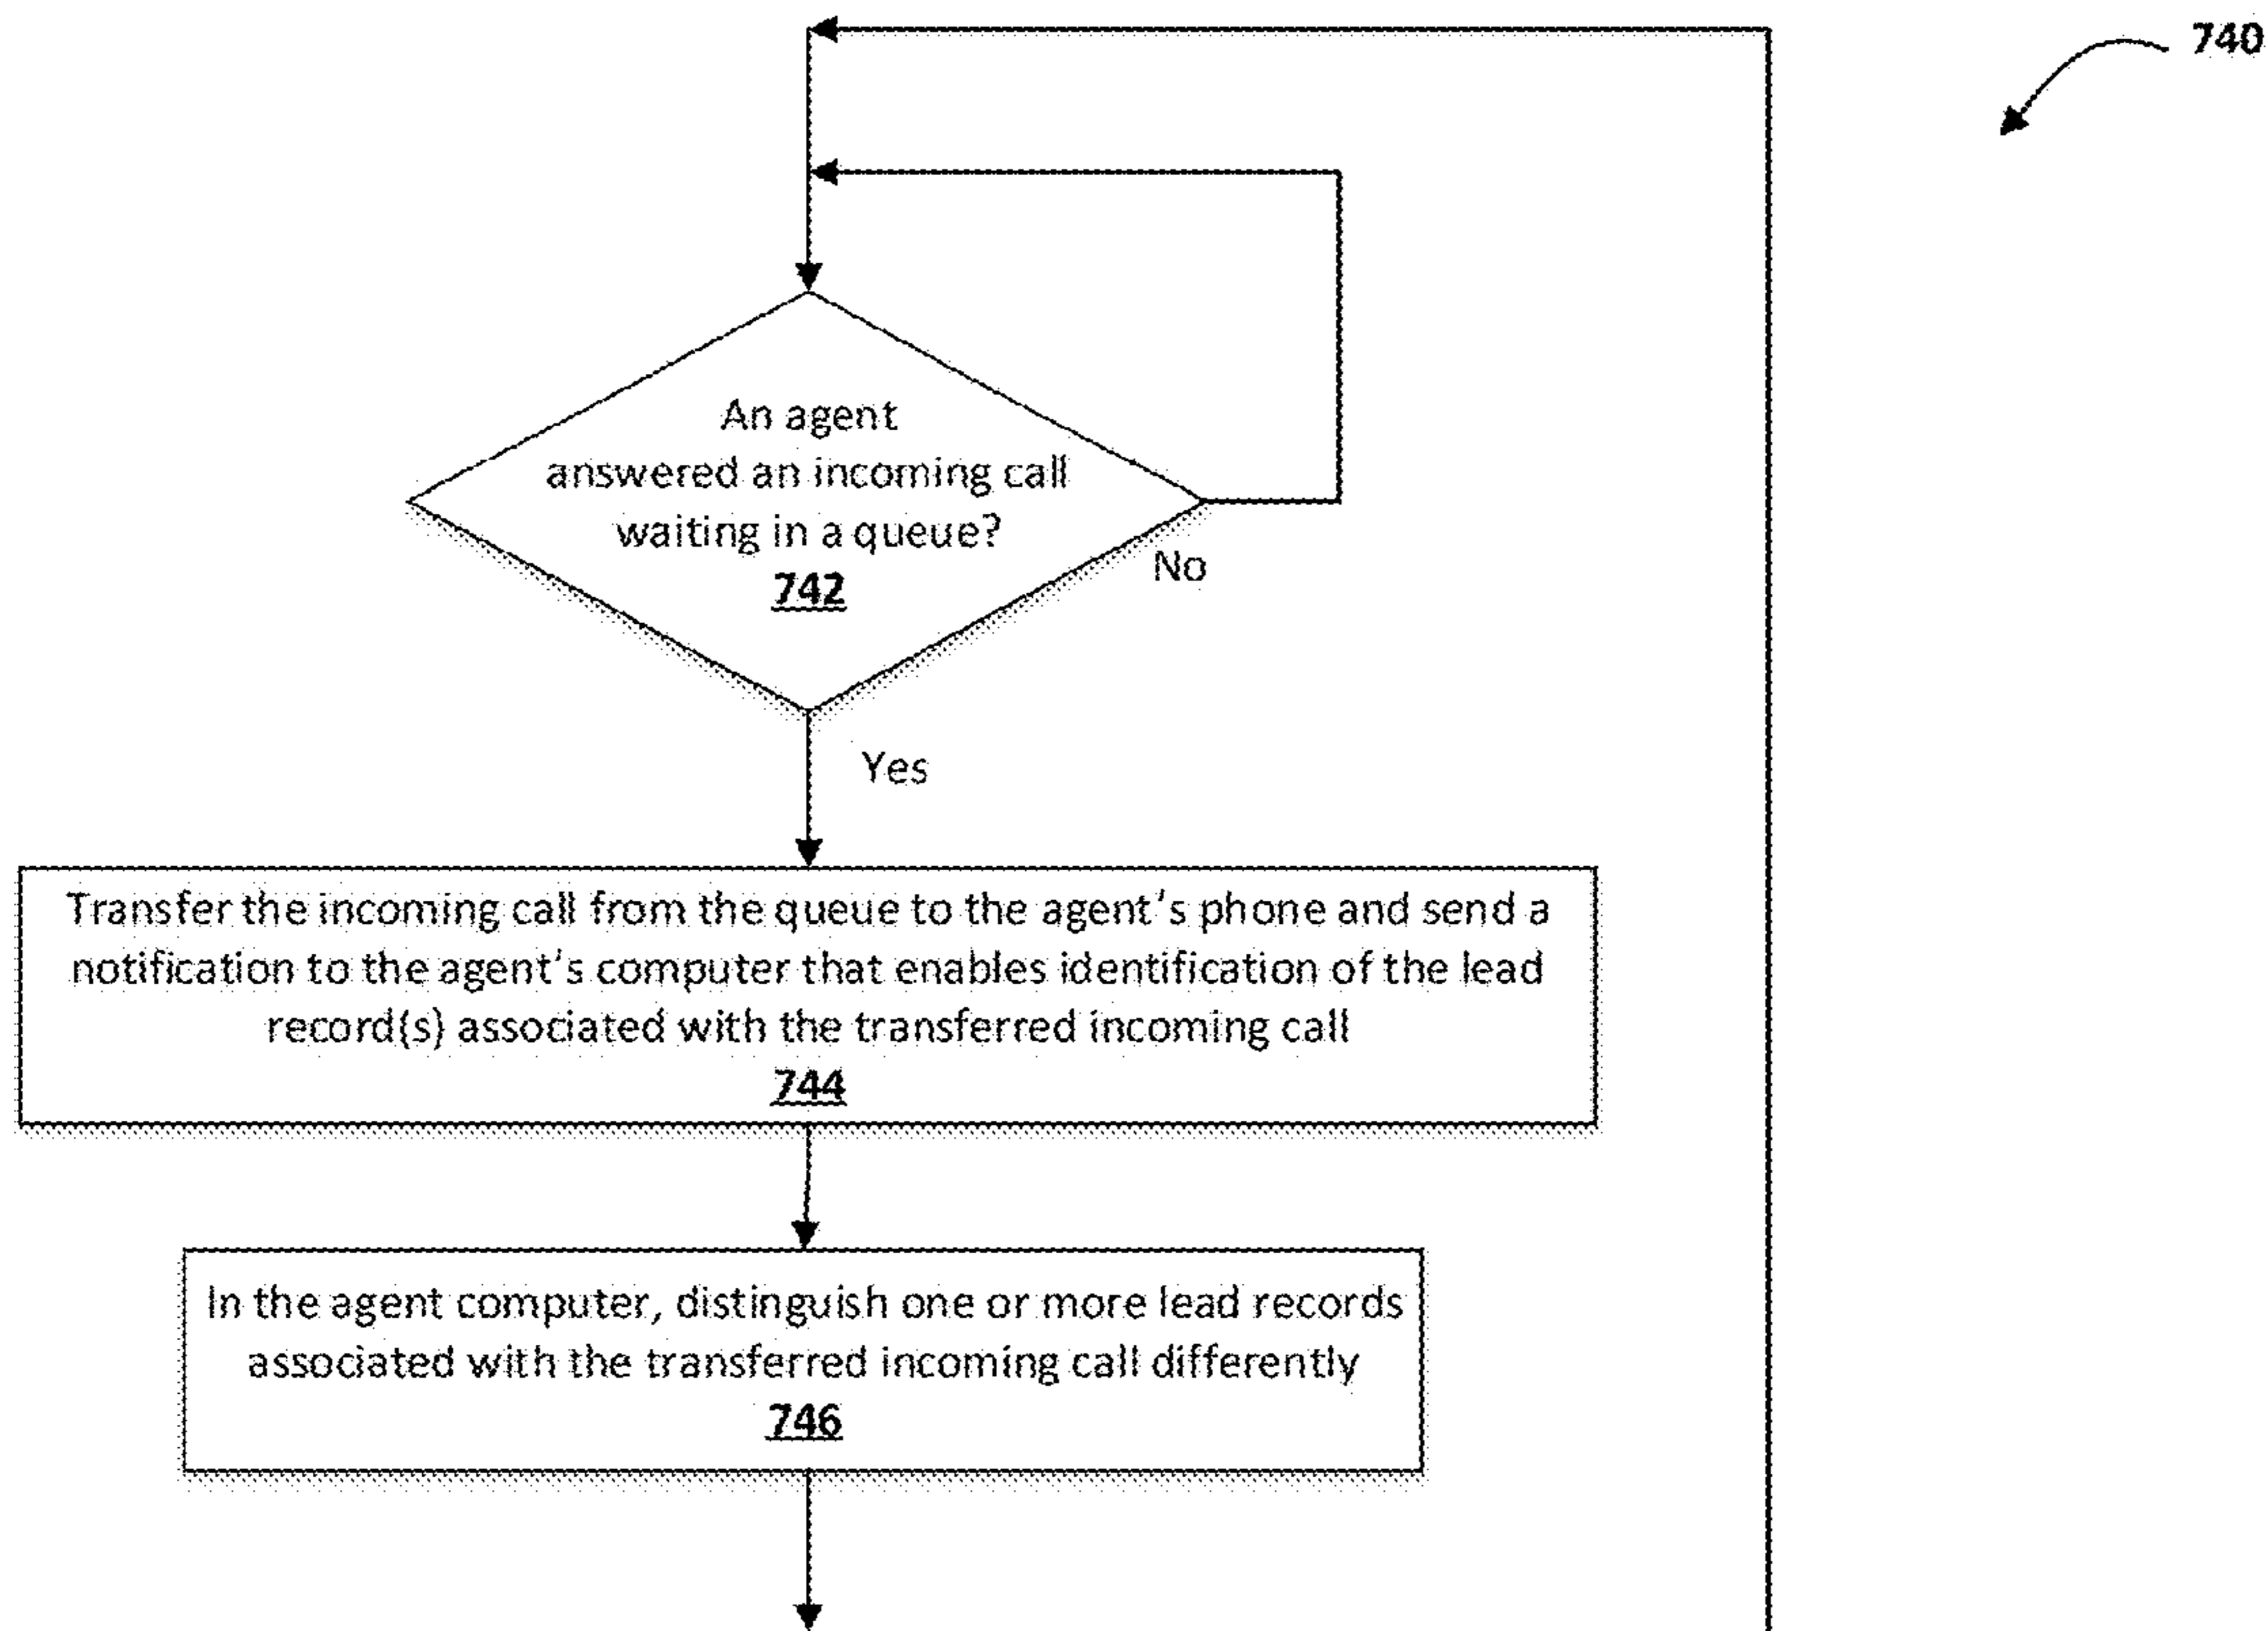 740
An agent
answered an incoming call
waiting in a queue?
742
No
Yes
Transfer the incoming call from the queue to the agent's phone and send a
notification to the agent's computer that enables identification of the lead
record(s) associated with the transferred incoming call
744
In the agent computer, distinguish one or more lead records
associated with the transferred incoming call differently
746